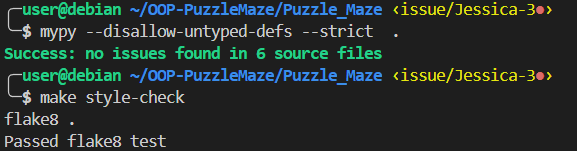 ╭─user@debian ~/OOP-PuzzleMaze/Puzzle_Maze ‹issue/Jessica-3●›
╰─$ mypy --disallow-untyped-defs --strict  .
Success: no issues found in 6 source files
╭─user@debian ~/OOP-PuzzleMaze/Puzzle_Maze ‹issue/Jessica-3●›
╰─$ make style-check
flake8 .
Passed flake8 test